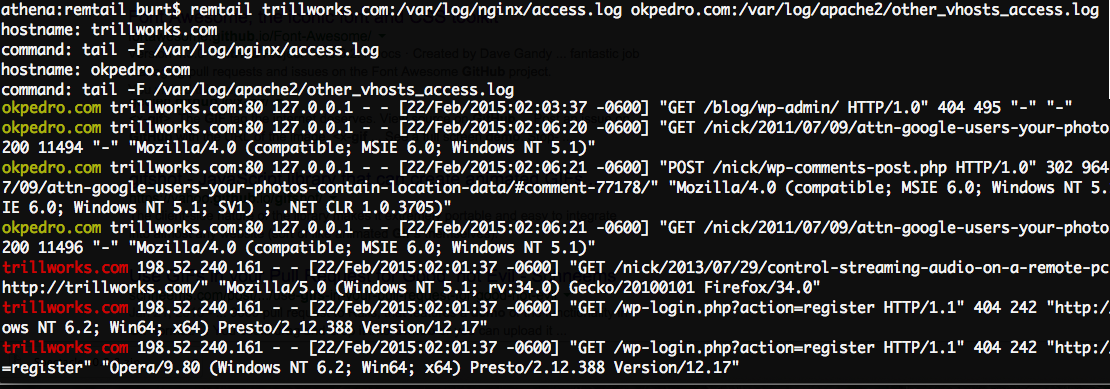 athena:remtail burt$ remtail trillworks.com:/var/log/nginx/access.log okpedro.com:/var/log/apache2/other_vhosts_access.log
hostname: trillworks.com
command: tail -F /var/log/nginx/access.log
hostname: okpedro.com
command: tail -F /var/log/apache2/other_vhosts_access.log
okpedro.com trillworks.com:80 127.0.0.1 - - [22/Feb/2015:02:03:37 -0600] "GET /blog/wp-admin/ HTTP/1.0" 404 495 "-" "-"
okpedro.com trillworks.com:80 127.0.0.1 - - [22/Feb/2015:02:06:20 -0600] "GET /nick/2011/07/09/attn-google-users-your-photo
200 11494 "-" "Mozilla/4.0 (compatible; MSIE 6.0; Windows NT 5.1)"
okpedro.com trillworks.com:80 127.0.0.1 - - [22/Feb/2015:02:06:21 -0600] "POST /nick/wp-comments-post.php HTTP/1.0" 302 964
7/09/attn-google-users-your-photos-contain-location-data/#comment-77178/" "Mozilla/4.0 (compatible; MSIE 6.0; Windows NT 5.
IE 6.0; Windows NT 5.1; SV1) ; .NET CLR 1.0.3705)"
okpedro.com trillworks.com:80 127.0.0.1 - - [22/Feb/2015:02:06:21 -0600] "GET /nick/2011/07/09/attn-google-users-your-photo
200 11496 "-" "Mozilla/4.0 (compatible; MSIE 6.0; Windows NT 5.1)"
trillworks.com 198.52.240.161 - - [22/Feb/2015:02:01:37 -0600] "GET /nick/2013/07/29/control-streaming-audio-on-a-remote-pc
http://trillworks.com/" "Mozilla/5.0 (Windows NT 5.1; rv:34.0) Gecko/20100101 Firefox/34.0"
trillworks.com 198.52.240.161 - - [22/Feb/2015:02:01:37 -0600] "GET /wp-login.php?action=register HTTP/1.1" 404 242 "http:/
ows NT 6.2; Win64; x64) Presto/2.12.388 Version/12.17"
trillworks.com 198.52.240.161 - - [22/Feb/2015:02:01:37 -0600] "GET /wp-login.php?action=register HTTP/1.1" 404 242 "http:/
=register" "Opera/9.80 (Windows NT 6.2; Win64; x64) Presto/2.12.388 Version/12.17"